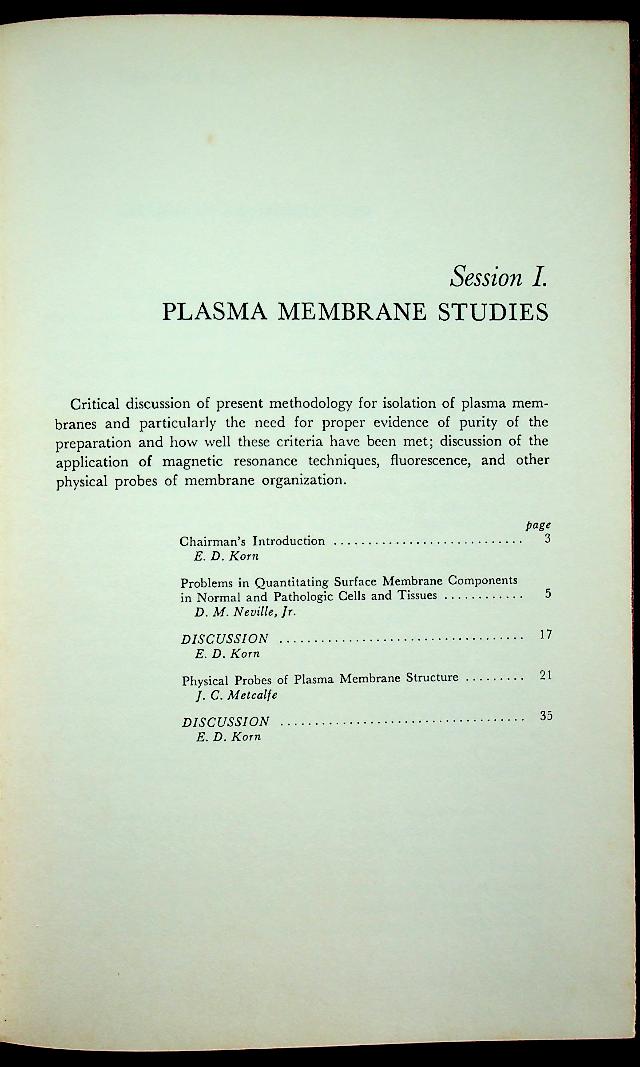 Session I.
PLASMA MEMBRANE STUDIES
Critical discussion of present methodology for isolation of plasma mem-
branes and particularly the need for proper evidence of purity of the
preparation and how well these criteria have been met; discussion of the
application of magnetic resonance techniques, fluorescence, and other
physical probes of membrane organization.
page
Chairman's Introduction ........................... 3
E. D. Korn
Problems in Quantitating Surface Membrane Components
in Normal and Pathologic Cells and Tissues ............ 5
D. M. Neville, Jr.
DISCUSSION ................................... 17
E. D. Korn
Physical Probes of Plasma Membrane Structure ......... 21
J. C. Metcalfe
DISCUSSION ................................... 35
E. D. Korn